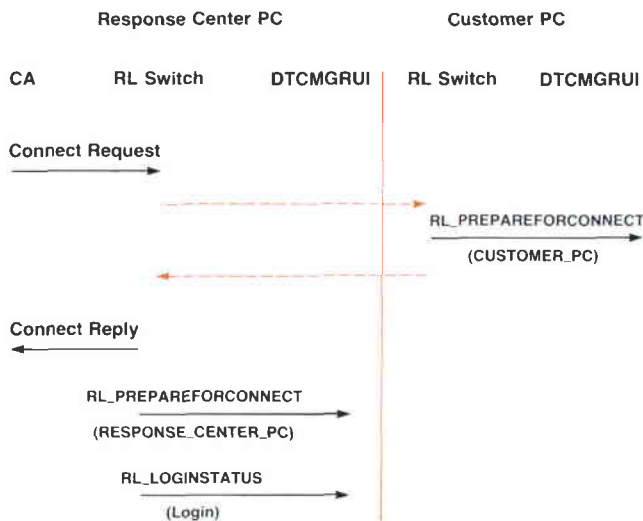 Response Center PC
Customer PC
CA
RL Switch
DTCMGRUI
RL Switch
DTCMGRUI
Connect Request
RL_PREPAREFORCONNECT
(CUSTOMER_PC)
Connect Reply
RL_PREPAREFORCONNECT
(RESPONSE_CENTER_PC)
RL_LOGINSTATUS
(Login)